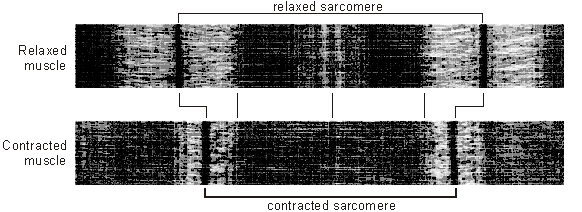 relaxed sarcomere
Relaxed
muscle
Contracted
muscle
contracted sarcomere